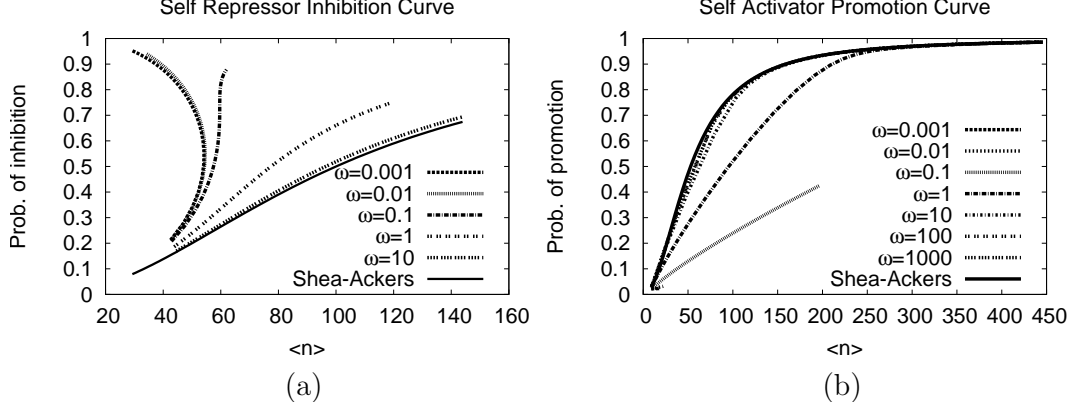 Self Repressor Inhibition Curve
Prob. of inhibition
1
0.9
0.8
0.7
0.6
0.5
0.4
0.3
0.2
0.1
0
20 40 60 80 100 120 140 160
<n>
ω=0.001
ω=0.01
ω=0.1
ω=1
ω=10
Shea-Ackers
(a)
Self Activator Promotion Curve
Prob. of promotion
1
0.9
0.8
0.7
0.6
0.5
0.4
0.3
0.2
0.1
0
0 50 100 150 200 250 300 350 400 450
<n>
ω=0.001
ω=0.01
ω=0.1
ω=1
ω=10
ω=100
ω=1000
Shea-Ackers
(b)